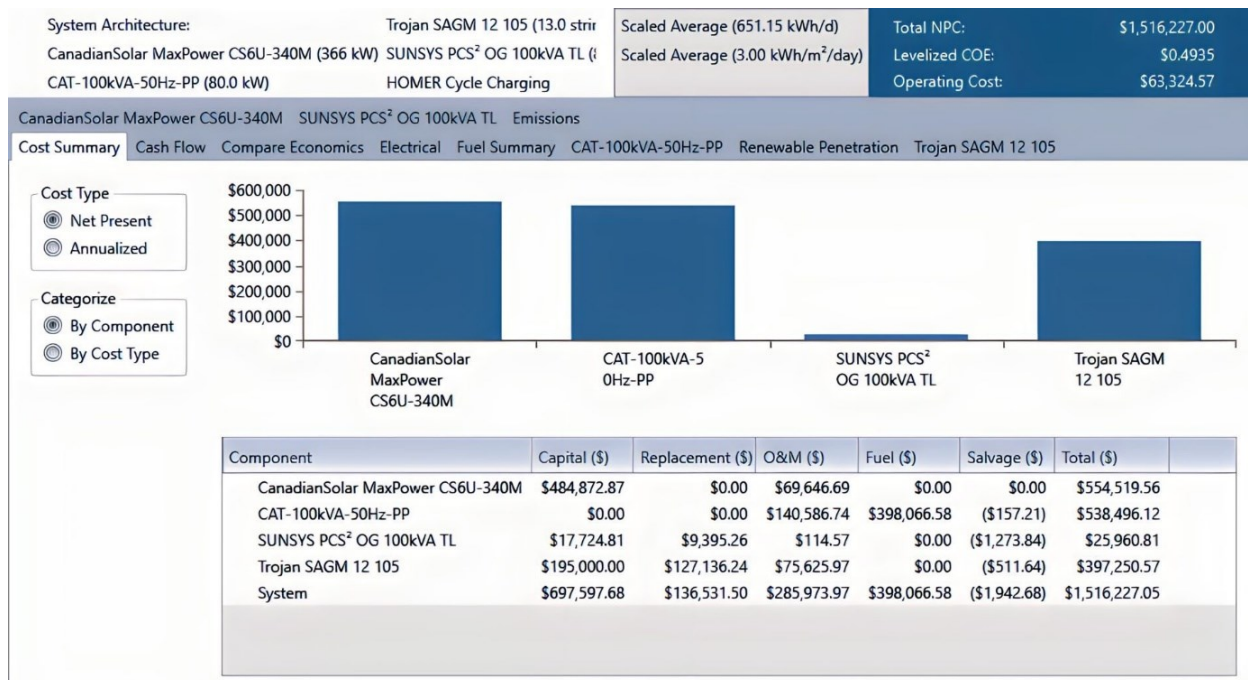 System Architecture: Trojan SAGM 12 105 (13.0 strin Scaled Average (651.15 kWh/d) Total NPC: $1,516,227.00
CanadianSolar MaxPower CS6U-340M (366 kW) SUNSYS PCS² OG 100kVA TL ( Scaled Average (3.00 kWh/m²/day) Levelized COE: $0.4935
CAT-100kVA-50Hz-PP (80.0 kW) HOMER Cycle Charging Operating Cost: $63,324.57
CanadianSolar MaxPower CS6U-340M SUNSYS PCS² OG 100kVA TL Emissions
Cost Summary Cash Flow Compare Economics Electrical Fuel Summary CAT-100kVA-50Hz-PP Renewable Penetration Trojan SAGM 12 105
Cost Type
Net Present
Annualized
Categorize
By Component
By Cost Type
$600,000
$500,000
$400,000
$300,000
$200,000
$100,000
$0
CanadianSolar
MaxPower
CS6U-340M
CAT-100kVA-5
0Hz-PP
SUNSYS PCS²
OG 100kVA TL
Trojan SAGM
12 105
Component Capital ($) Replacement ($) O&M ($) Fuel ($) Salvage ($) Total ($)
CanadianSolar MaxPower CS6U-340M $484,872.87 $0.00 $69,646.69 $0.00 $0.00 $554,519.56
CAT-100kVA-50Hz-PP $0.00 $0.00 $140,586.74 $398,066.58 ($157.21) $538,496.12
SUNSYS PCS² OG 100kVA TL $17,724.81 $9,395.26 $114.57 $0.00 ($1,273.84) $25,960.81
Trojan SAGM 12 105 $195,000.00 $127,136.24 $75,625.97 $0.00 ($511.64) $397,250.57
System $697,597.68 $136,531.50 $285,973.97 $398,066.58 ($1,942.68) $1,516,227.05